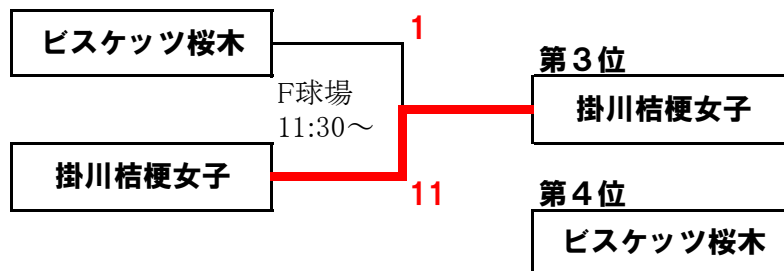 ビスケッツ桜木
1
F球場
11:30～
第３位
掛川桔梗女子
掛川桔梗女子
11
第４位
ビスケッツ桜木